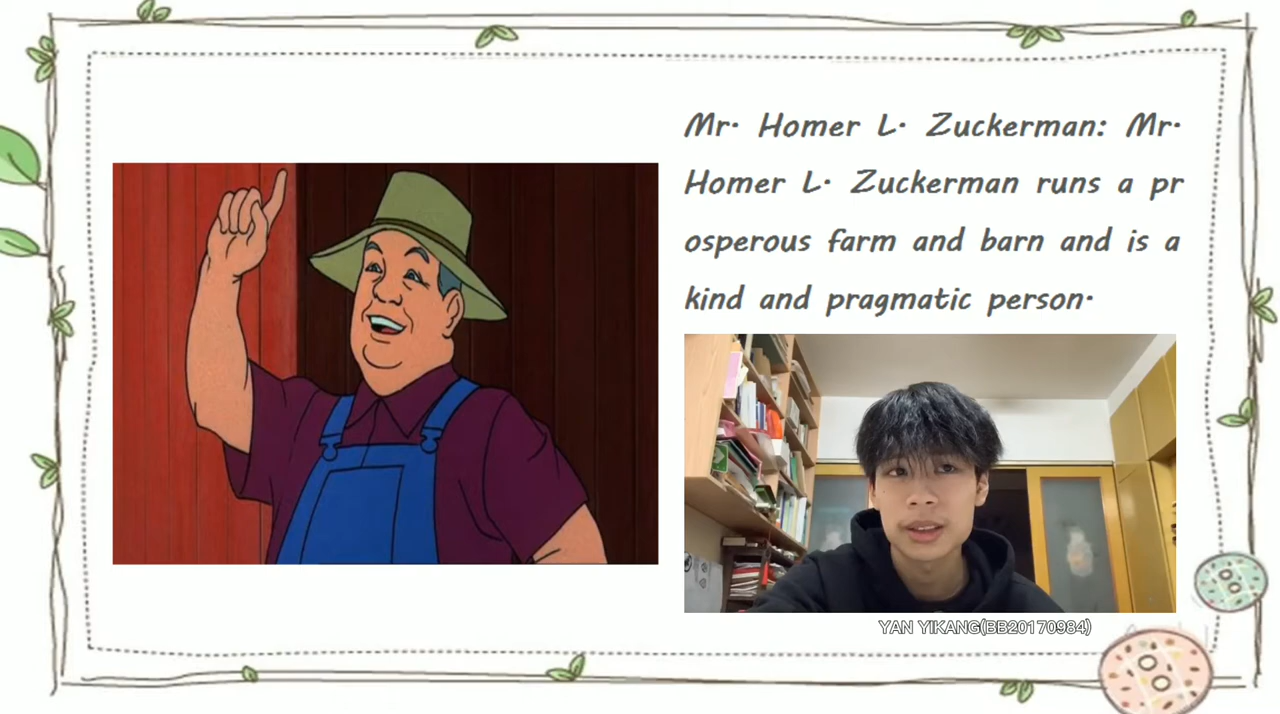 Mr. Homer L. Zuckerman: Mr.
Homer L. Zuckerman runs a pr
osperous farm and barn and is a
kind and pragmatic person.
YAN YIKANG(BB20170984)